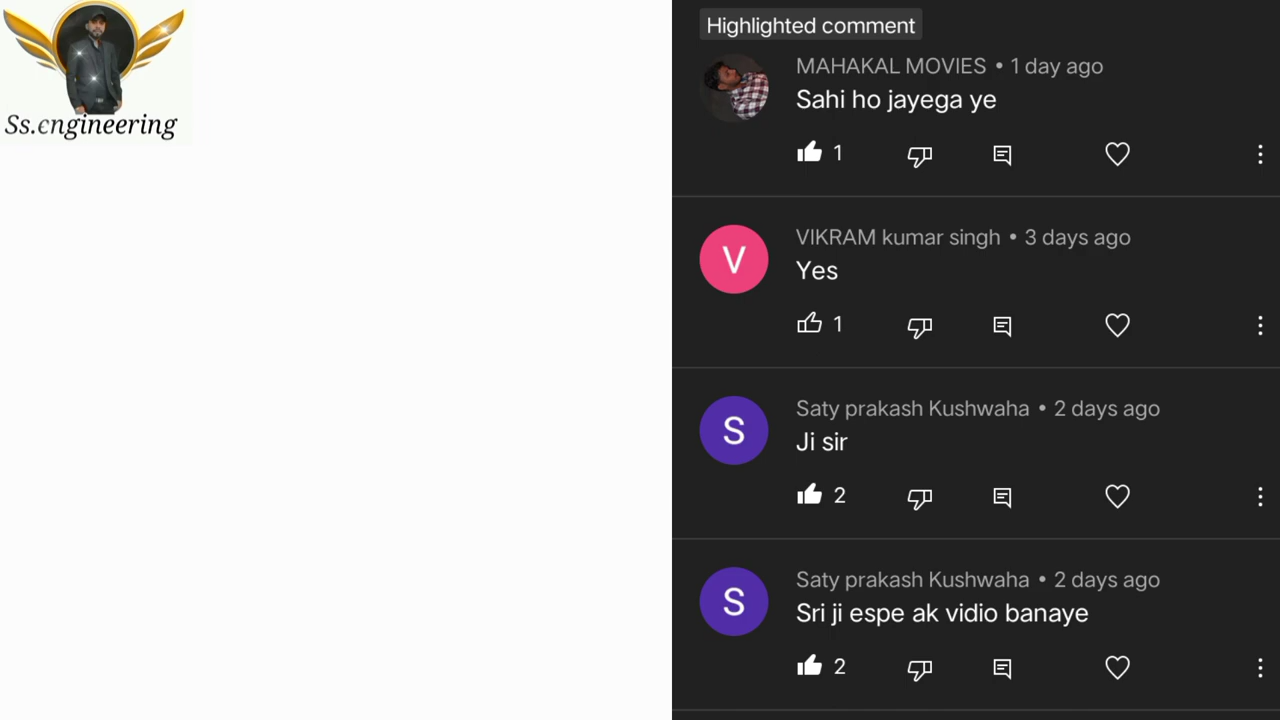 Ss.engineering
Highlighted comment
MAHAKAL MOVIES • 1 day ago
Sahi ho jayega ye
1
VIKRAM kumar singh • 3 days ago
V
Yes
1
Saty prakash Kushwaha • 2 days ago
S
Ji sir
2
Saty prakash Kushwaha • 2 days ago
S
Sri ji espe ak vidio banaye
2